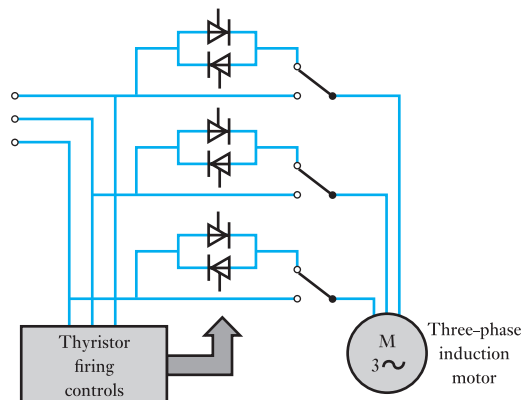 Thyristor
firing
controls
M
3~
Three–phase
induction
motor